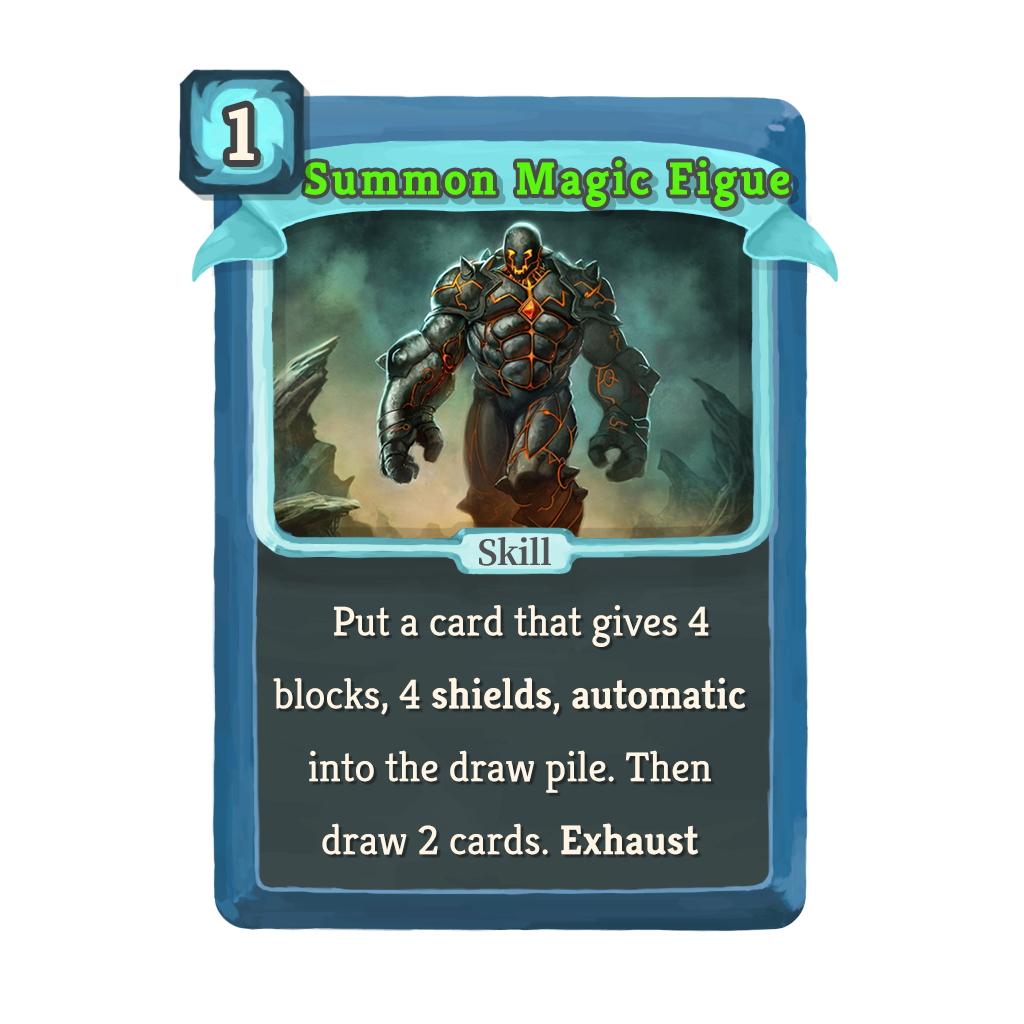 1
Summon Magic Figue
Skill
Put a card that gives 4
blocks, 4 shields, automatic
into the draw pile. Then
draw 2 cards. Exhaust